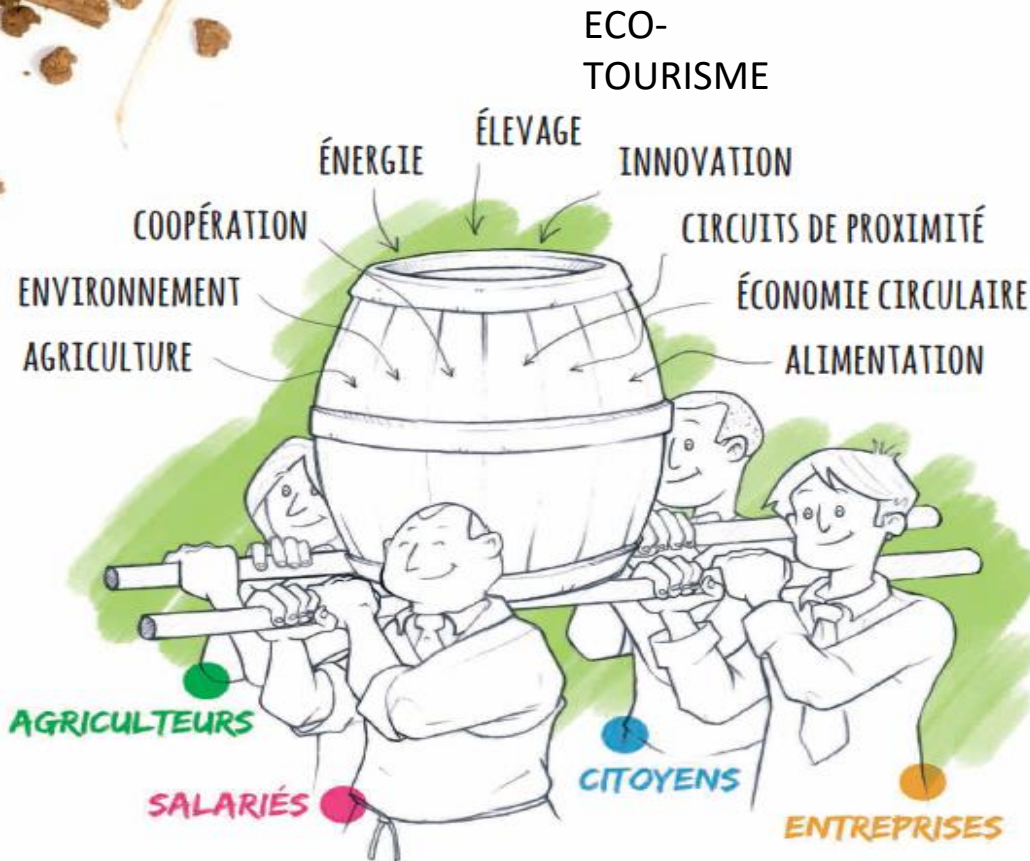 ECO-
TOURISME
ÉLEVAGE
ÉNERGIE
INNOVATION
COOPÉRATION
CIRCUITS DE PROXIMITÉ
ENVIRONNEMENT
ÉCONOMIE CIRCULAIRE
AGRICULTURE
ALIMENTATION
AGRICULTEURS
CITOYENS
SALARIÉS
ENTREPRISES